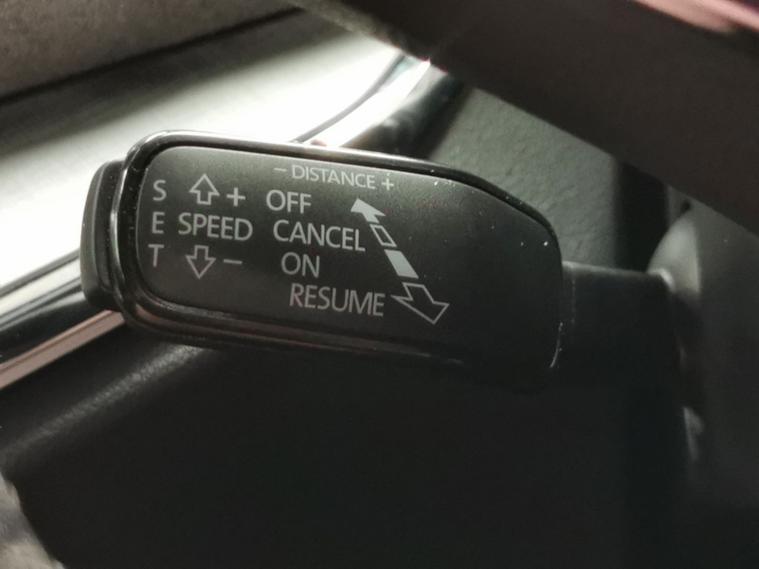 - DISTANCE +
S + OFF
E SPEED CANCEL
T - ON
RESUME